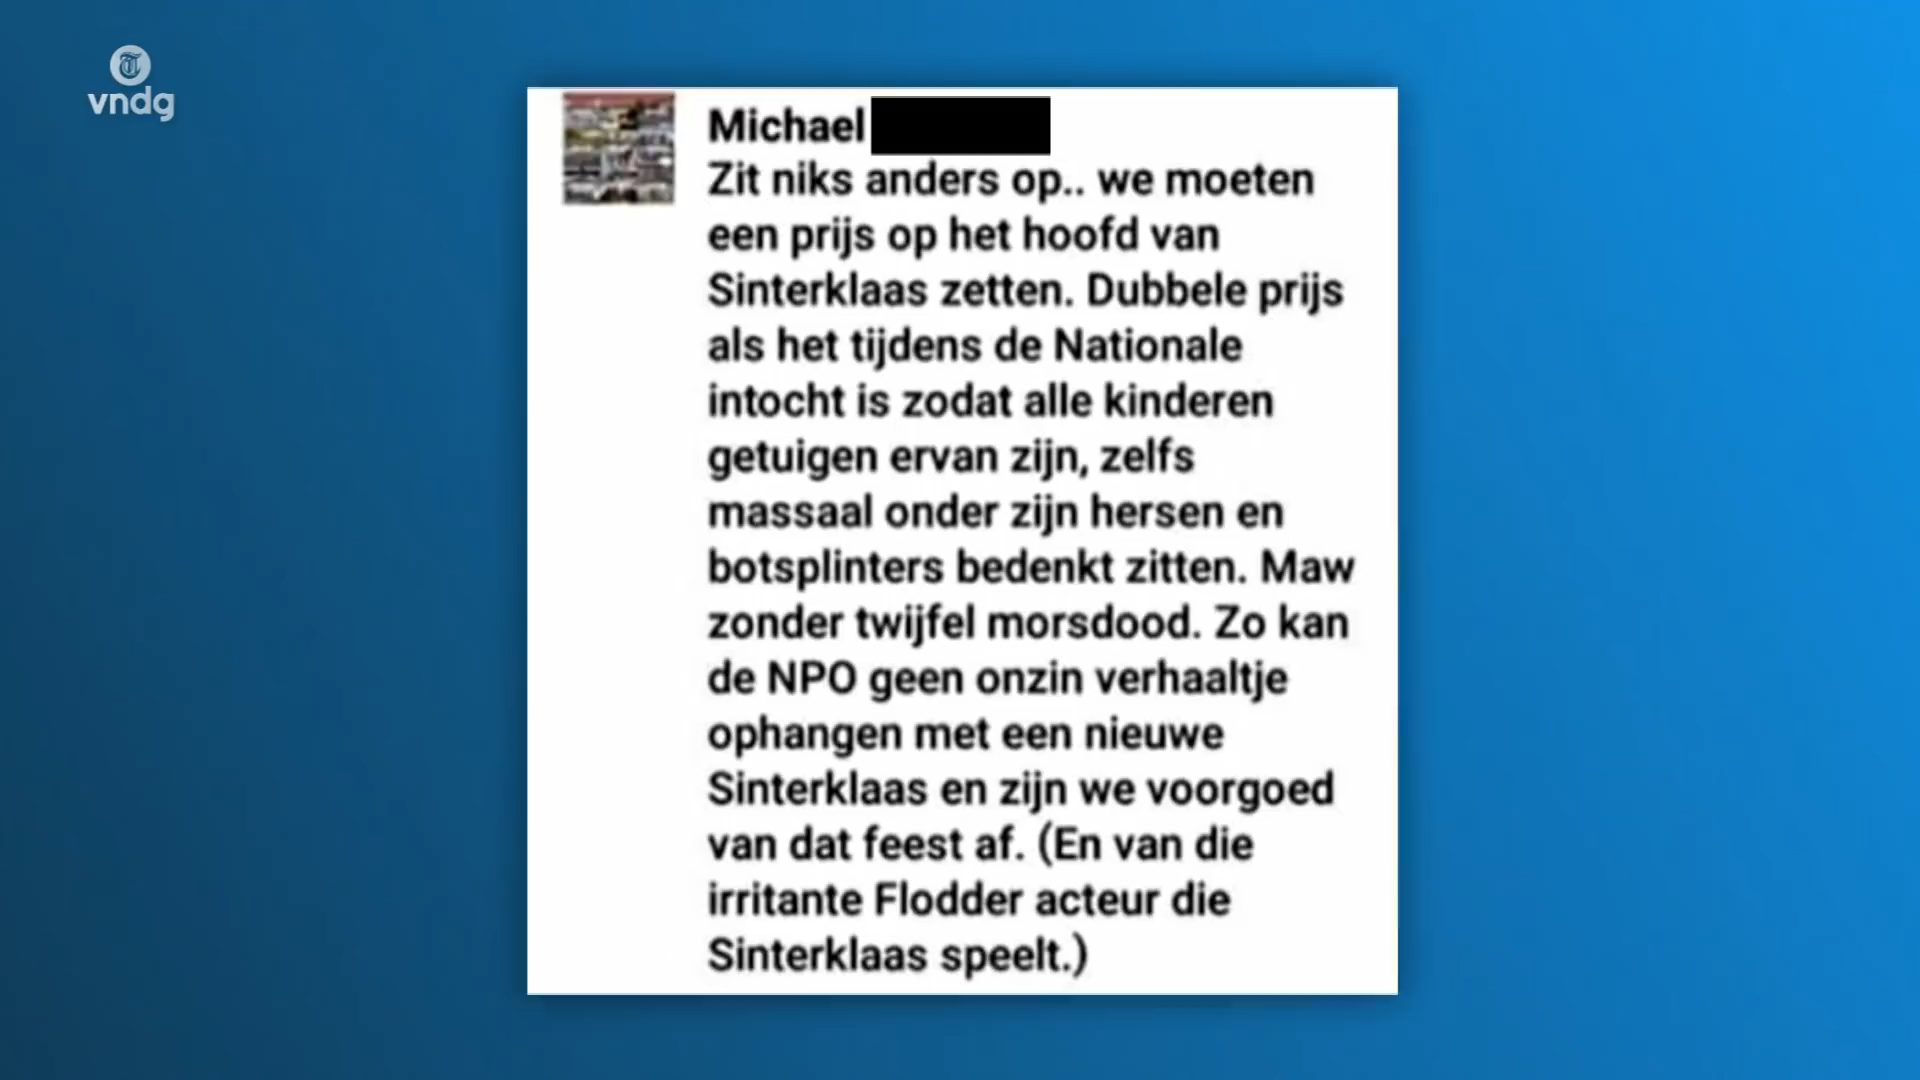 T
vndg
Michael
Zit niks anders op.. we moeten
een prijs op het hoofd van
Sinterklaas zetten. Dubbele prijs
als het tijdens de Nationale
intocht is zodat alle kinderen
getuigen ervan zijn, zelfs
massaal onder zijn hersen en
botsplinters bedenkt zitten. Maw
zonder twijfel morsdood. Zo kan
de NPO geen onzin verhaaltje
ophangen met een nieuwe
Sinterklaas en zijn we voorgoed
van dat feest af. (En van die
irritante Flodder acteur die
Sinterklaas speelt.)